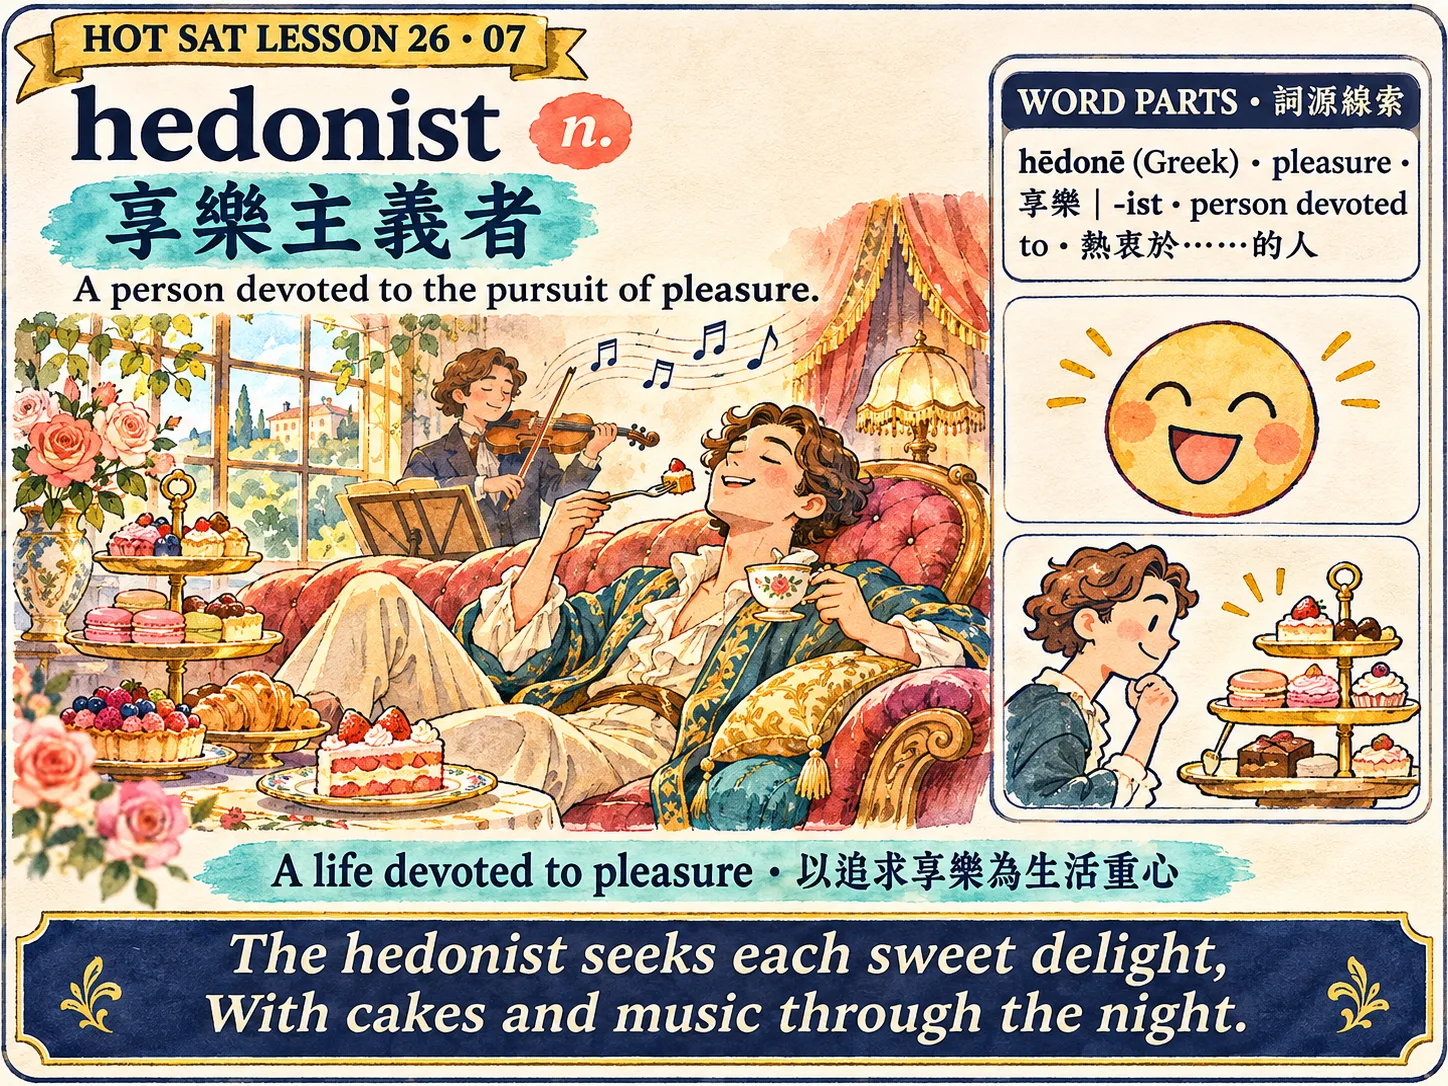 HOT SAT LESSON 26 • 07
hedonist n.
享樂主義者
A person devoted to the pursuit of pleasure.
WORD PARTS • 詞源線索
hēdonē (Greek) • pleasure •
享樂 | -ist • person devoted
to • 熱衷於⋯⋯的人
A life devoted to pleasure • 以追求享樂為生活重心
The hedonist seeks each sweet delight,
With cakes and music through the night.